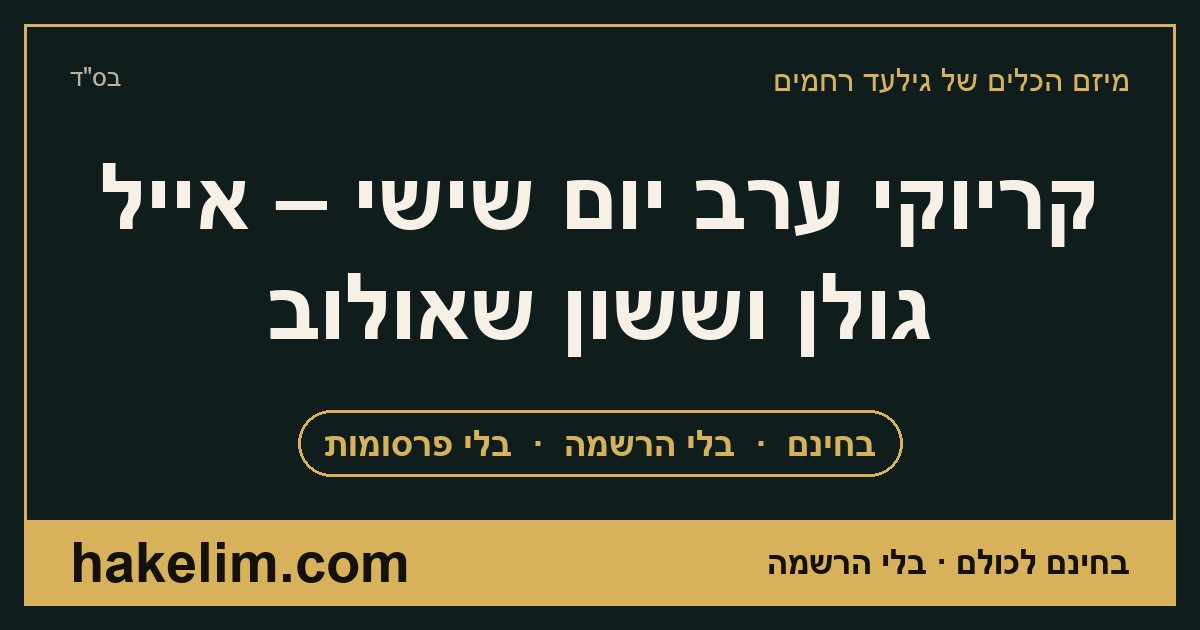 בס"ד
מיזם הכלים של גילעד רחמים
קריוקי ערב יום שישי – אייל
גולן וששון שאולוב
בחינם · בלי הרשמה · בלי פרסומות
בחינם לכולם · בלי הרשמה
hakelim.com